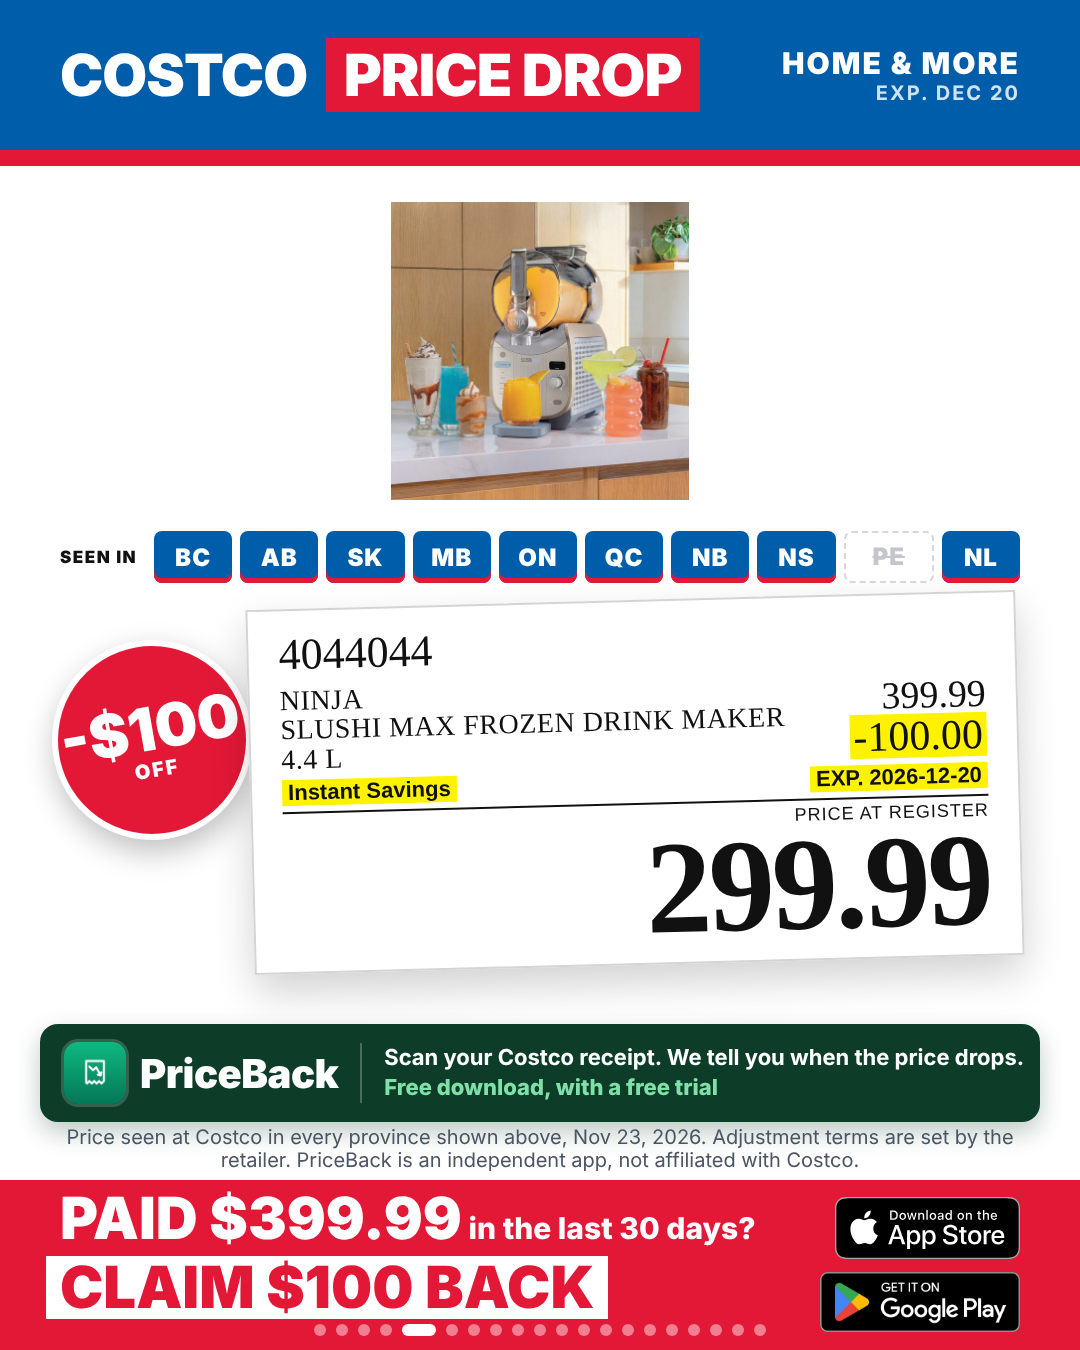 COSTCO PRICE DROP
HOME & MORE
EXP. DEC 20
SEEN IN BC AB SK MB ON QC NB NS PE NL
-$100
OFF
4044044
NINJA
SLUSHI MAX FROZEN DRINK MAKER
4.4 L
Instant Savings
399.99
-100.00
EXP. 2026-12-20
PRICE AT REGISTER
299.99
PriceBack
Scan your Costco receipt. We tell you when the price drops.
Free download, with a free trial
Price seen at Costco in every province shown above, Nov 23, 2026. Adjustment terms are set by the
retailer. PriceBack is an independent app, not affiliated with Costco.
PAID $399.99 in the last 30 days?
CLAIM $100 BACK
Download on the
App Store
GET IT ON
Google Play